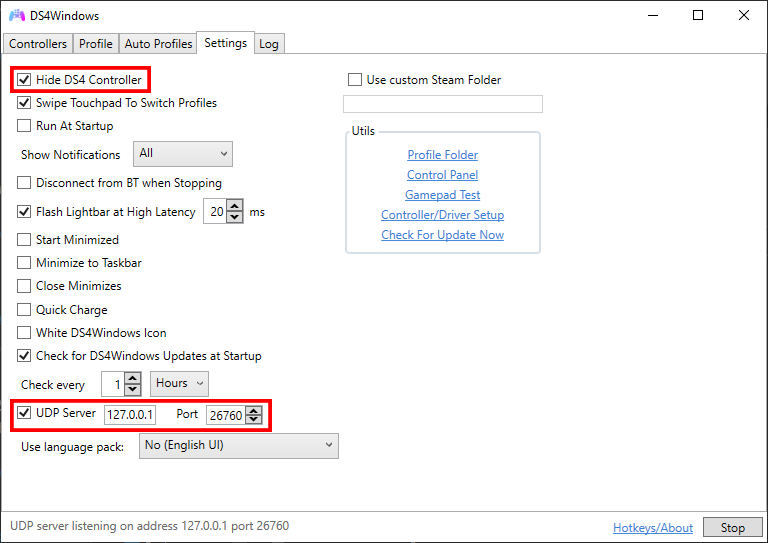 DS4Windows
Controllers Profile Auto Profiles Settings Log
Hide DS4 Controller
Swipe Touchpad To Switch Profiles
Run At Startup
Show Notifications All
Disconnect from BT when Stopping
Flash Lightbar at High Latency 20 ms
Start Minimized
Minimize to Taskbar
Close Minimizes
Quick Charge
White DS4Windows Icon
Check for DS4Windows Updates at Startup
Check every 1 Hours
UDP Server 127.0.0.1 Port 26760
Use language pack: No (English UI)
Use custom Steam Folder
Utils
Profile Folder
Control Panel
Gamepad Test
Controller/Driver Setup
Check For Update Now
UDP server listening on address 127.0.0.1 port 26760
Hotkeys/About Stop